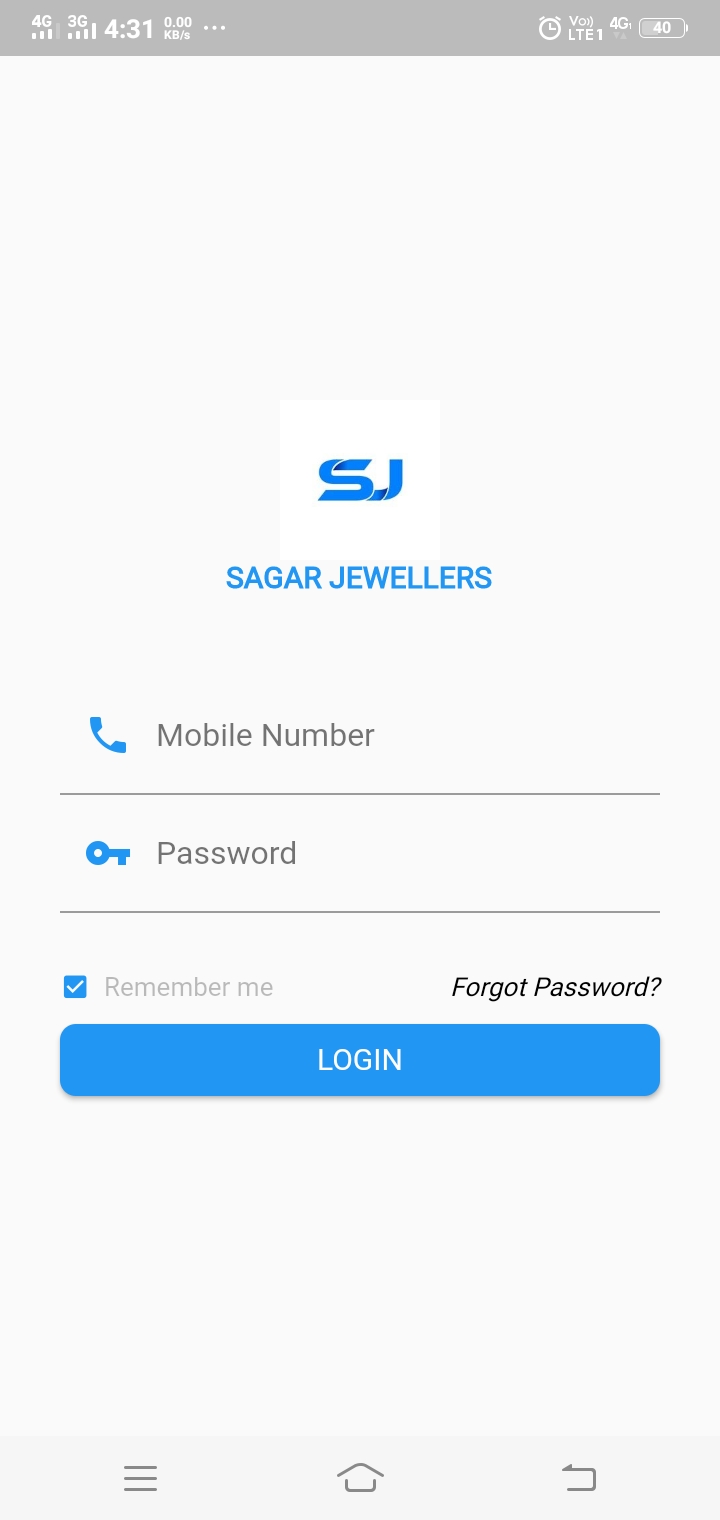 4G 3G 4:31 0.00 KB/s ... Vo)) LTE1 4G 40
SJ
SAGAR JEWELLERS
Mobile Number
Password
Remember me Forgot Password?
LOGIN